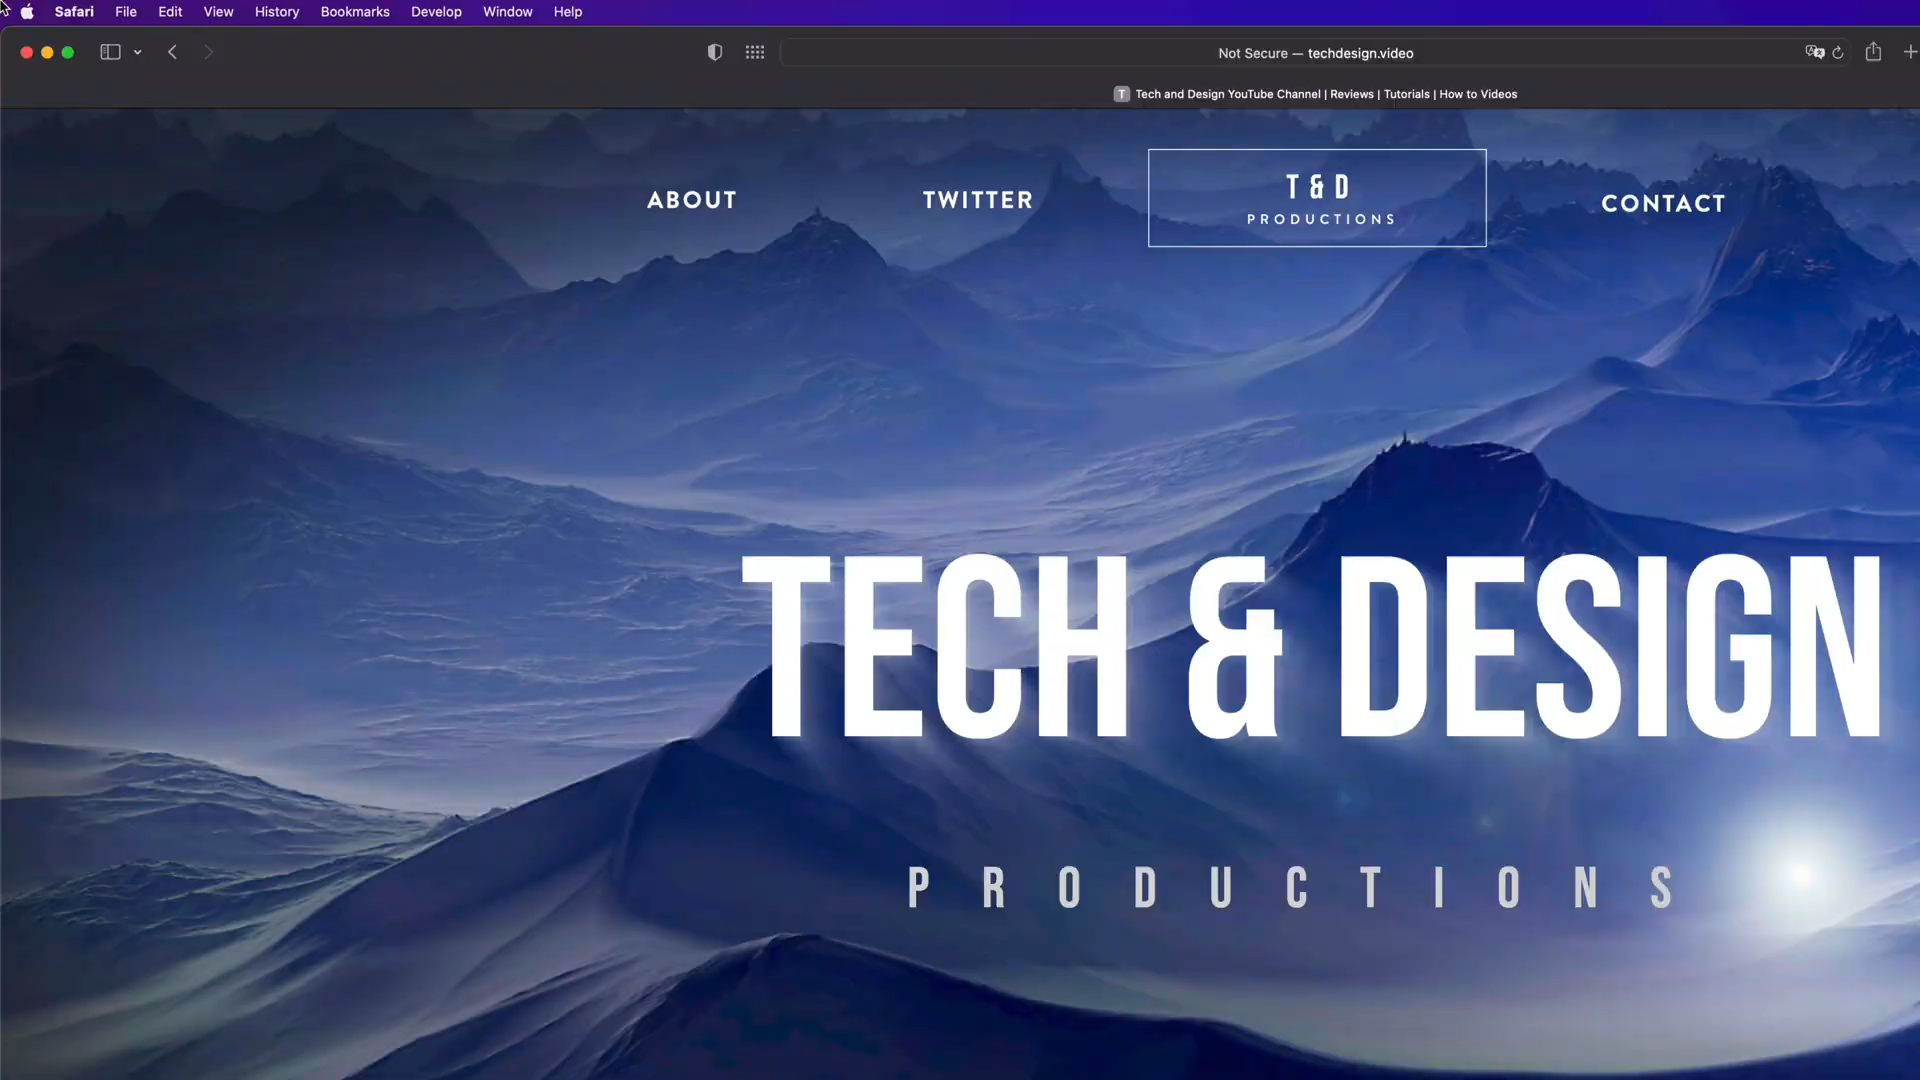 Safari File Edit View History Bookmarks Develop Window Help
Not Secure — techdesign.video
T Tech and Design YouTube Channel | Reviews | Tutorials | How to Videos
ABOUT
TWITTER
T & D
PRODUCTIONS
CONTACT
TECH & DESIGN
PRODUCTIONS